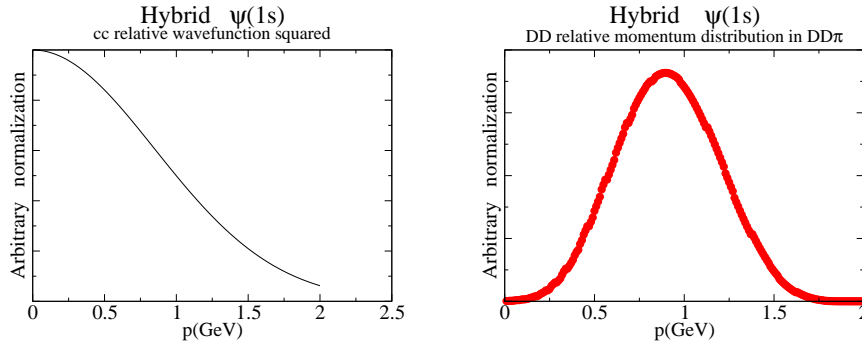 Hybrid ψ(1s)
cc relative wavefunction squared
Arbitrary normalization
0 0.5 1 1.5 2 2.5
p(GeV)
Hybrid ψ(1s)
DD relative momentum distribution in DDπ
Arbitrary normalization
0 0.5 1 1.5 2
p(GeV)